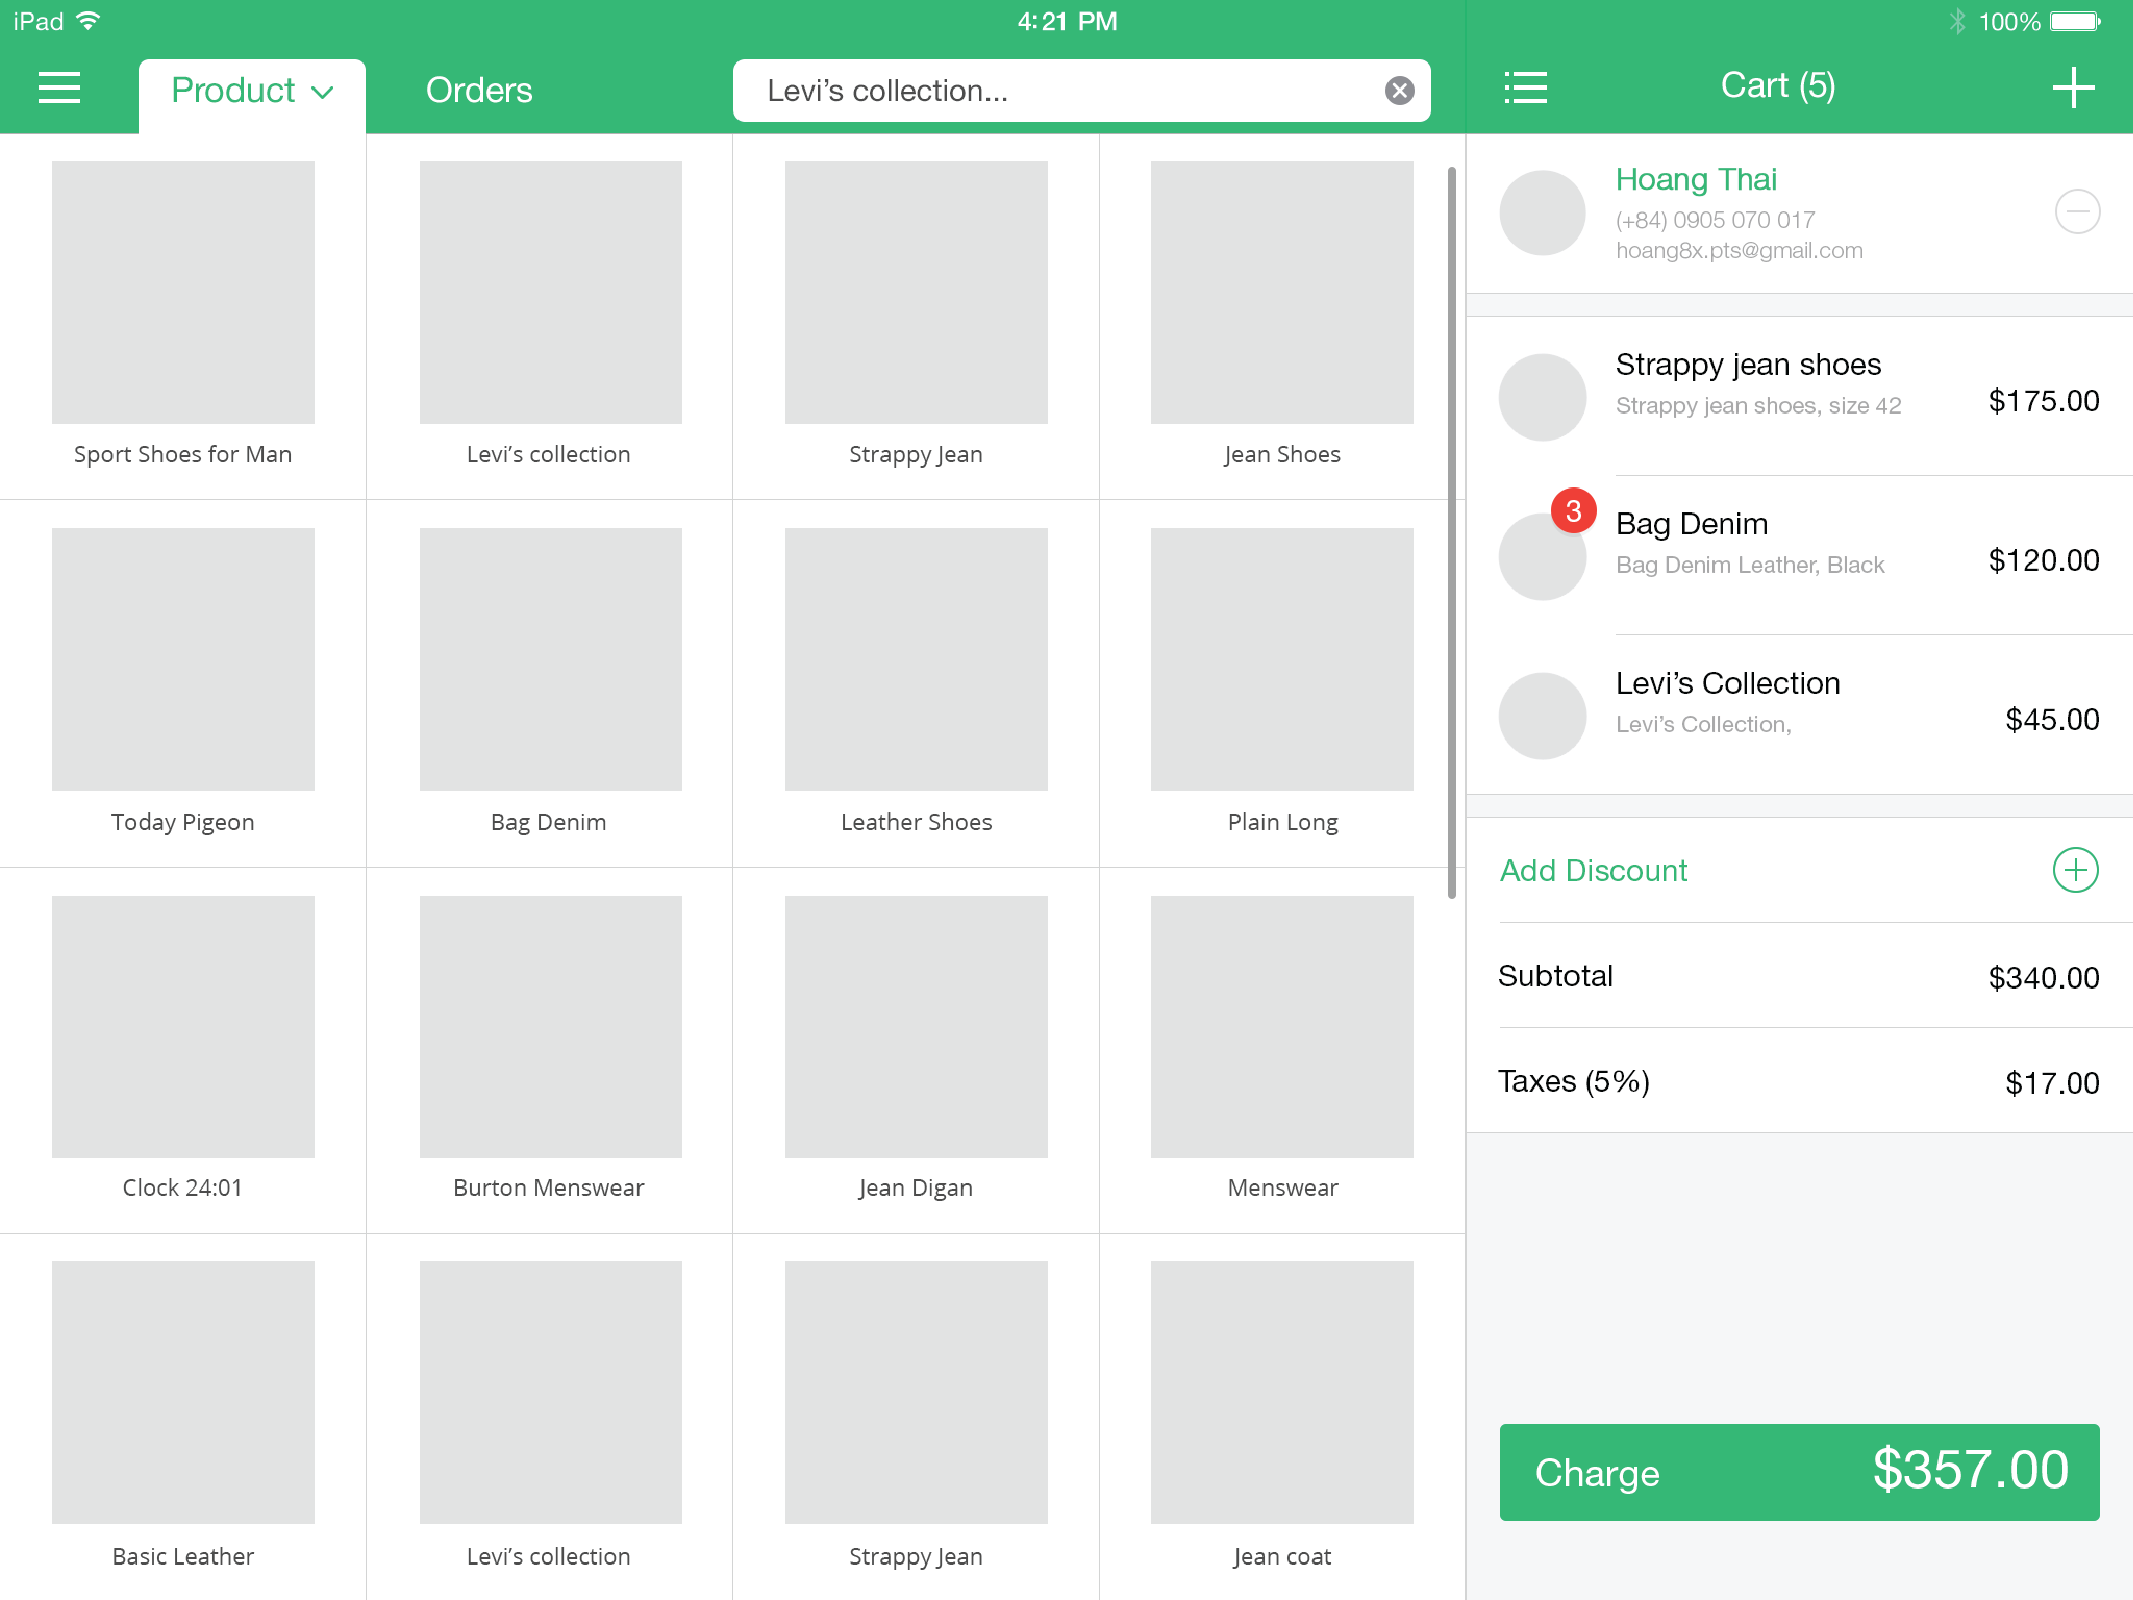 iPad
4:21 PM
100%
Product
Orders
Levi’s collection...
Cart (5)
Sport Shoes for Man
Levi’s collection
Strappy Jean
Jean Shoes
Today Pigeon
Bag Denim
Leather Shoes
Plain Long
Clock 24:01
Burton Menswear
Jean Digan
Menswear
Basic Leather
Levi’s collection
Strappy Jean
Jean coat
Hoang Thai
(+84) 0905 070 017
hoang8x.pts@gmail.com
Strappy jean shoes
Strappy jean shoes, size 42
$175.00
3
Bag Denim
Bag Denim Leather, Black
$120.00
Levi’s Collection
Levi’s Collection,
$45.00
Add Discount
Subtotal
$340.00
Taxes (5%)
$17.00
Charge
$357.00